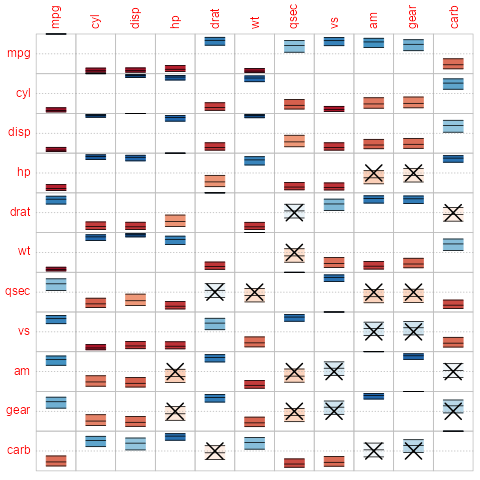 mpg cyl disp hp drat wt qsec vs am gear carb
mpg
cyl
disp
hp
drat
wt
qsec
vs
am
gear
carb